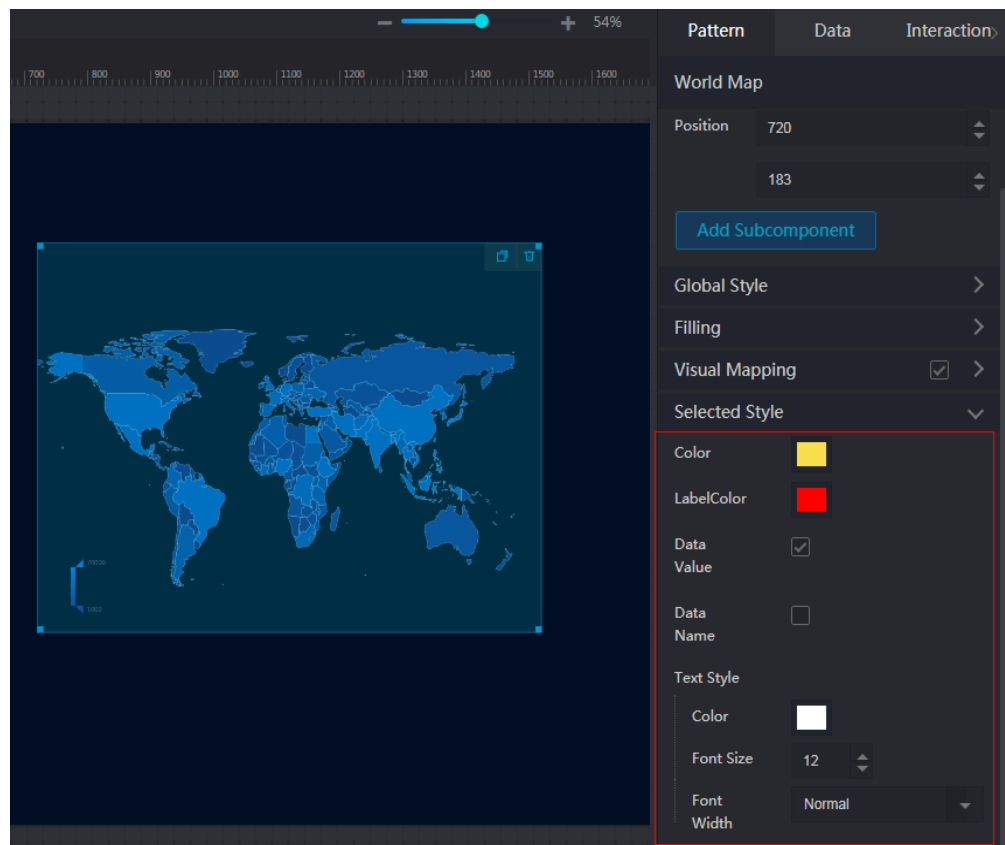 54%
Pattern Data Interaction
700 800 900 1000 1100 1200 1300 1400 1500 1600
World Map
Position 720
183
Add Subcomponent
Global Style
Filling
Visual Mapping
Selected Style
Color
LabelColor
Data
Value
Data
Name
Text Style
Color
Font Size 12
Font Normal
Width